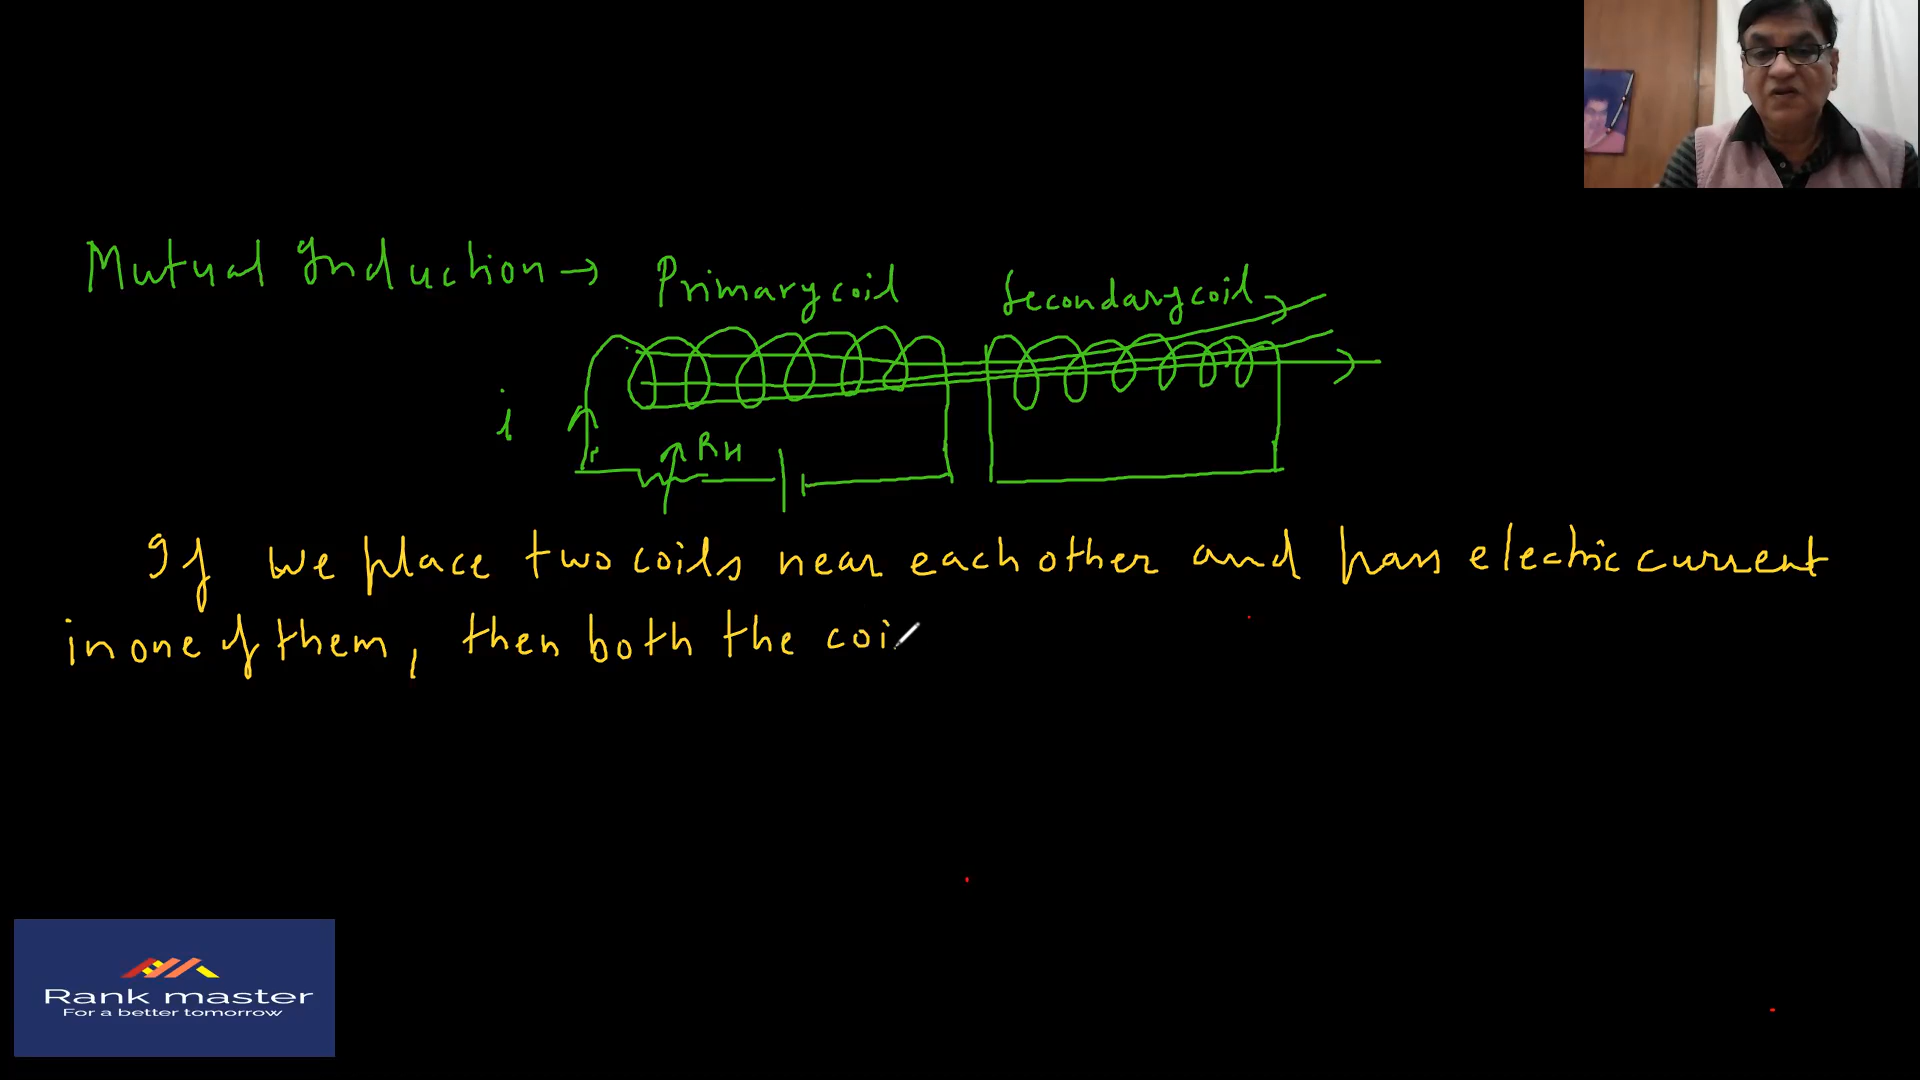 Mutual Induction → Primary coil Secondary coil
i
RH
If we place two coils near each other and pass electric current
in one of them, then both the coi
Rank master
For a better tomorrow